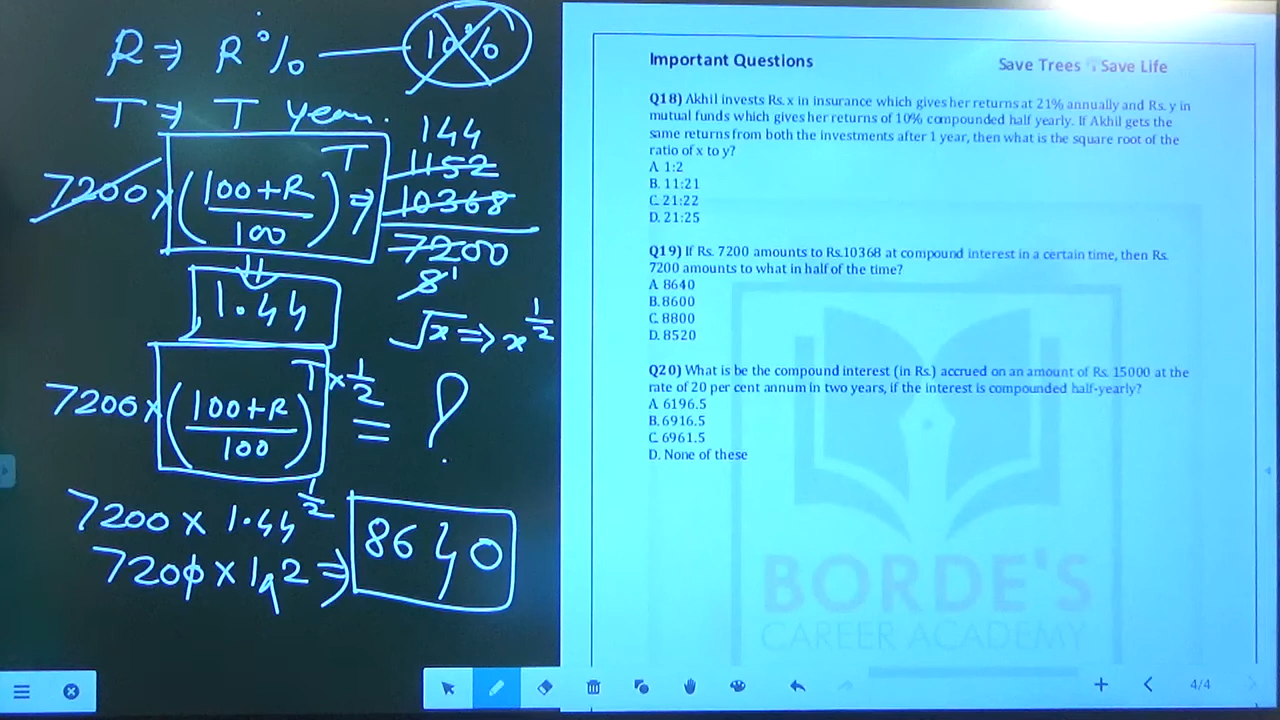 R ⇒ R % — 10%
T ⇒ T year.
144
1152
7200 × (100+R/100)^T ⇒ 10368
7200
8 1
1.44
√x ⇒ x^1/2
7200 × (100+R/100)^T×1/2 = ?
7200 × 1.44^1/2
7200 × 1.2 ⇒ 8640
Important Questions
Save Trees Save Life
Q18) Akhil invests Rs. x in insurance which gives her returns at 21% annually and Rs. y in
mutual funds which gives her returns of 10% compounded half yearly. If Akhil gets the
same returns from both the investments after 1 year, then what is the square root of the
ratio of x to y?
A 1:2
B. 11:21
C. 21:22
D. 21:25
Q19) If Rs. 7200 amounts to Rs.10368 at compound interest in a certain time, then Rs.
7200 amounts to what in half of the time?
A 8640
B. 8600
C. 8800
D. 8520
Q20) What is be the compound interest (in Rs.) accrued on an amount of Rs. 15000 at the
rate of 20 per cent annum in two years, if the interest is compounded half-yearly?
A 6196.5
B. 6916.5
C. 6961.5
D. None of these
BORDE'S
CAREER ACADEMY
4/4